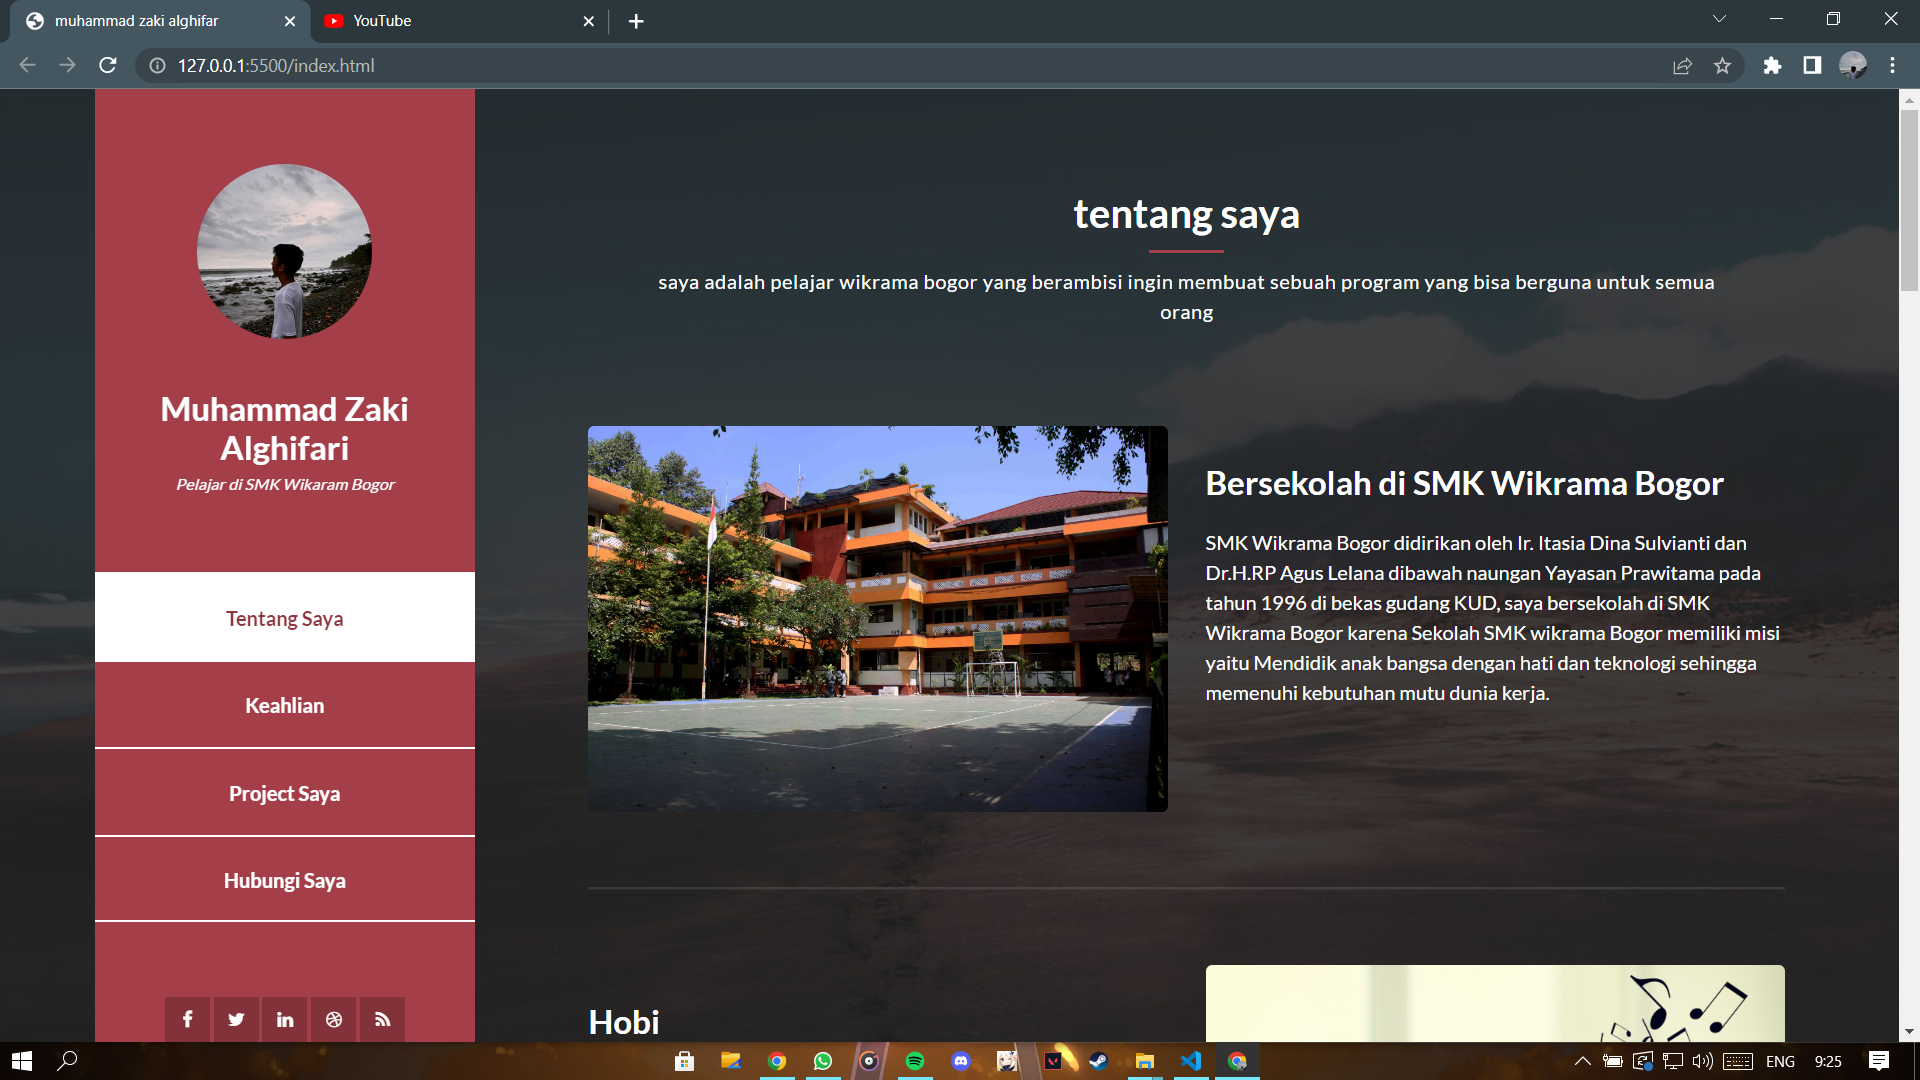 muhammad zaki alghifar
YouTube
127.0.0.1:5500/index.html
Muhammad Zaki
Alghifari
Pelajar di SMK Wikaram Bogor
Tentang Saya
Keahlian
Project Saya
Hubungi Saya
tentang saya
saya adalah pelajar wikrama bogor yang berambisi ingin membuat sebuah program yang bisa berguna untuk semua
orang
Bersekolah di SMK Wikrama Bogor
SMK Wikrama Bogor didirikan oleh Ir. Itasia Dina Sulvianti dan
Dr.H.RP Agus Lelana dibawah naungan Yayasan Prawitama pada
tahun 1996 di bekas gudang KUD, saya bersekolah di SMK
Wikrama Bogor karena Sekolah SMK wikrama Bogor memiliki misi
yaitu Mendidik anak bangsa dengan hati dan teknologi sehingga
memenuhi kebutuhan mutu dunia kerja.
Hobi
ENG
9:25